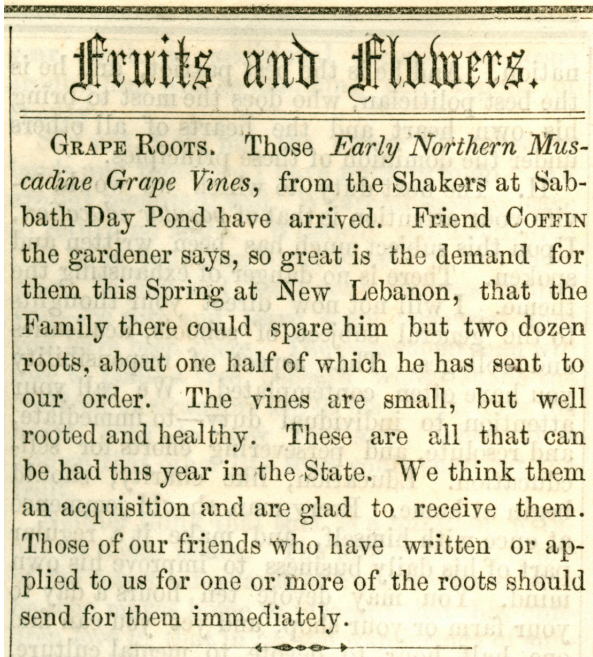 Fruits and Flowers.
GRAPE ROOTS. Those Early Northern Mus-
cadine Grape Vines, from the Shakers at Sab-
bath Day Pond have arrived. Friend COFFIN
the gardener says, so great is the demand for
them this Spring at New Lebanon, that the
Family there could spare him but two dozen
roots, about one half of which he has sent to
our order. The vines are small, but well
rooted and healthy. These are all that can
be had this year in the State. We think them
an acquisition and are glad to receive them.
Those of our friends who have written or ap-
plied to us for one or more of the roots should
send for them immediately.